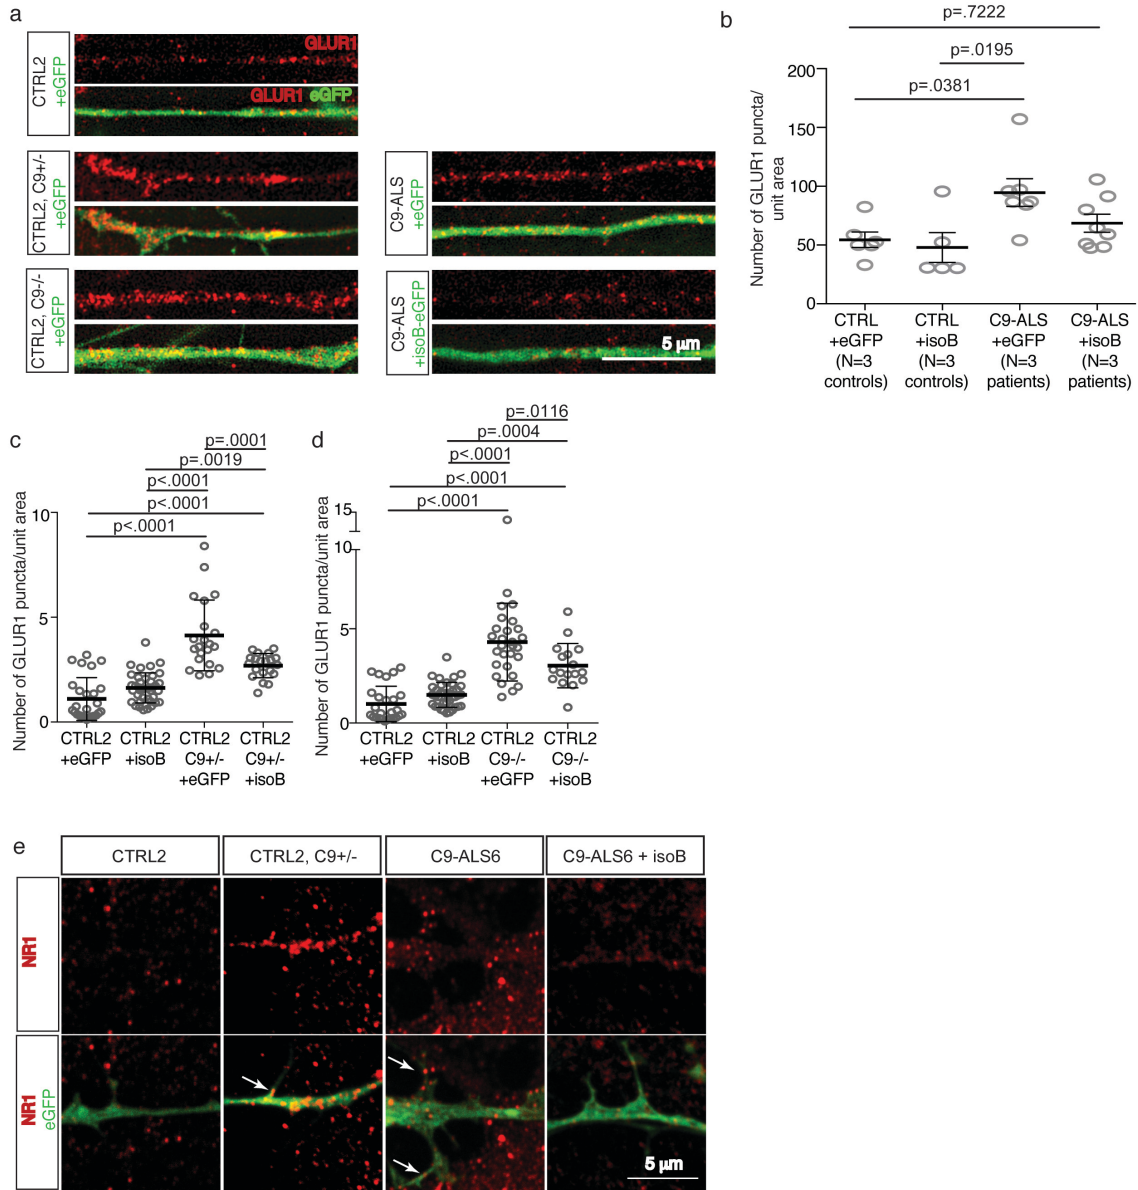 a
CTRL2
+eGFP
GLUR1
GLUR1 eGFP
CTRL2, C9+/-
+eGFP
CTRL2, C9-/-
+eGFP
C9-ALS
+eGFP
C9-ALS
+isoB-eGFP
5 µm
b
p=.7222
p=.0195
p=.0381
Number of GLUR1 puncta/
unit area
200
150
100
50
0
CTRL
+eGFP
(N=3
controls)
CTRL
+isoB
(N=3
controls)
C9-ALS
+eGFP
(N=3
patients)
C9-ALS
+isoB
(N=3
patients)
c
p=.0001
p=.0019
p<.0001
p<.0001
p<.0001
Number of GLUR1 puncta/unit area
10
5
0
CTRL2
+eGFP
CTRL2
+isoB
CTRL2
C9+/-
+eGFP
CTRL2
C9+/-
+isoB
d
p=.0116
p=.0004
p<.0001
p<.0001
p<.0001
Number of GLUR1 puncta/unit area
15
10
5
0
CTRL2
+eGFP
CTRL2
+isoB
CTRL2
C9-/-
+eGFP
CTRL2
C9-/-
+isoB
e
CTRL2
CTRL2, C9+/-
C9-ALS6
C9-ALS6 + isoB
NR1
NR1
eGFP
5 µm